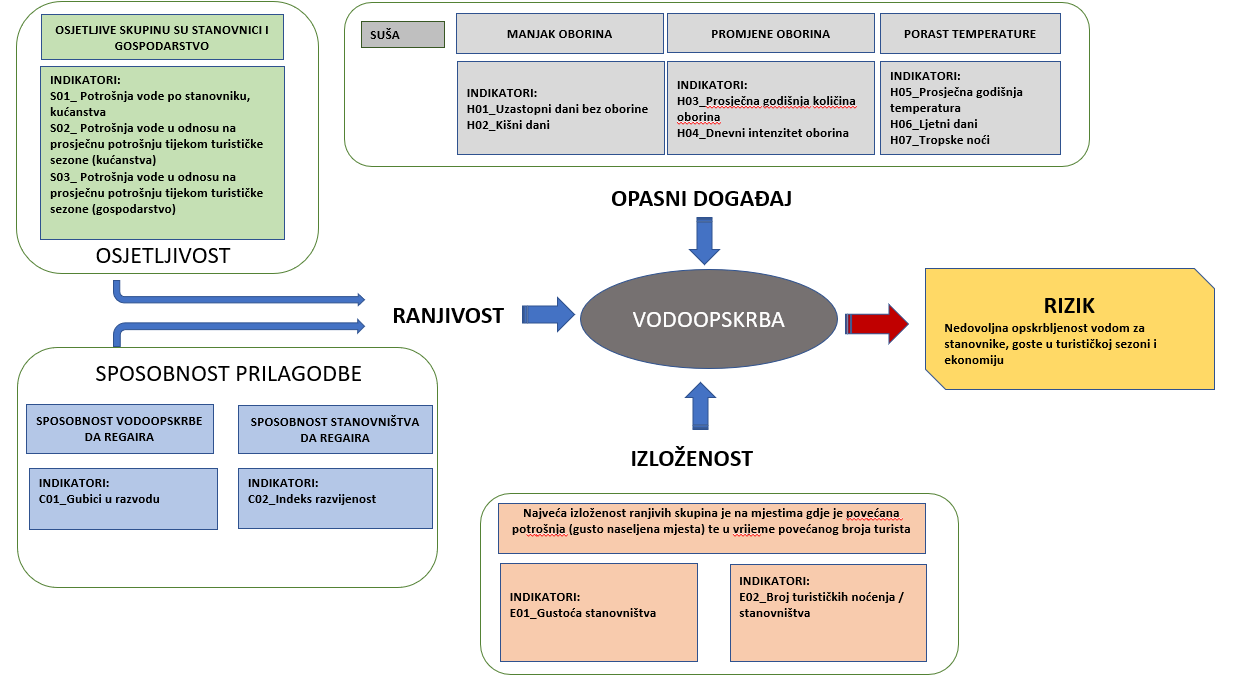 OSJETLJIVE SKUPINU SU STANOVNICI I
GOSPODARSTVO
INDIKATORI:
S01_ Potrošnja vode po stanovniku,
kućanstva
S02_ Potrošnja vode u odnosu na
prosječnu potrošnju tijekom turističke
sezone (kućanstva)
S03_ Potrošnja vode u odnosu na
prosječnu potrošnju tijekom turističke
sezone (gospodarstvo)
OSJETLJIVOST
SUŠA
MANJAK OBORINA
INDIKATORI:
H01_Uzastopni dani bez oborine
H02_Kišni dani
PROMJENE OBORINA
INDIKATORI:
H03_Prosječna godišnja količina
oborina
H04_Dnevni intenzitet oborina
PORAST TEMPERATURE
INDIKATORI:
H05_Prosječna godišnja
temperatura
H06_Ljetni dani
H07_Tropske noći
OPASNI DOGAĐAJ
RANJIVOST
VODOOPSKRBA
RIZIK
Nedovoljna opskrbljenost vodom za
stanovnike, goste u turističkoj sezoni i
ekonomiju
SPOSOBNOST PRILAGODBE
SPOSOBNOST VODOOPSKRBE
DA REGAIRA
INDIKATORI:
C01_Gubici u razvodu
SPOSOBNOST STANOVNIŠTVA
DA REGAIRA
INDIKATORI:
C02_Indeks razvijenost
IZLOŽENOST
Najveća izloženost ranjivih skupina je na mjestima gdje je povećana
potrošnja (gusto naseljena mjesta) te u vrijeme povećanog broja turista
INDIKATORI:
E01_Gustoća stanovništva
INDIKATORI:
E02_Broj turističkih noćenja /
stanovništva